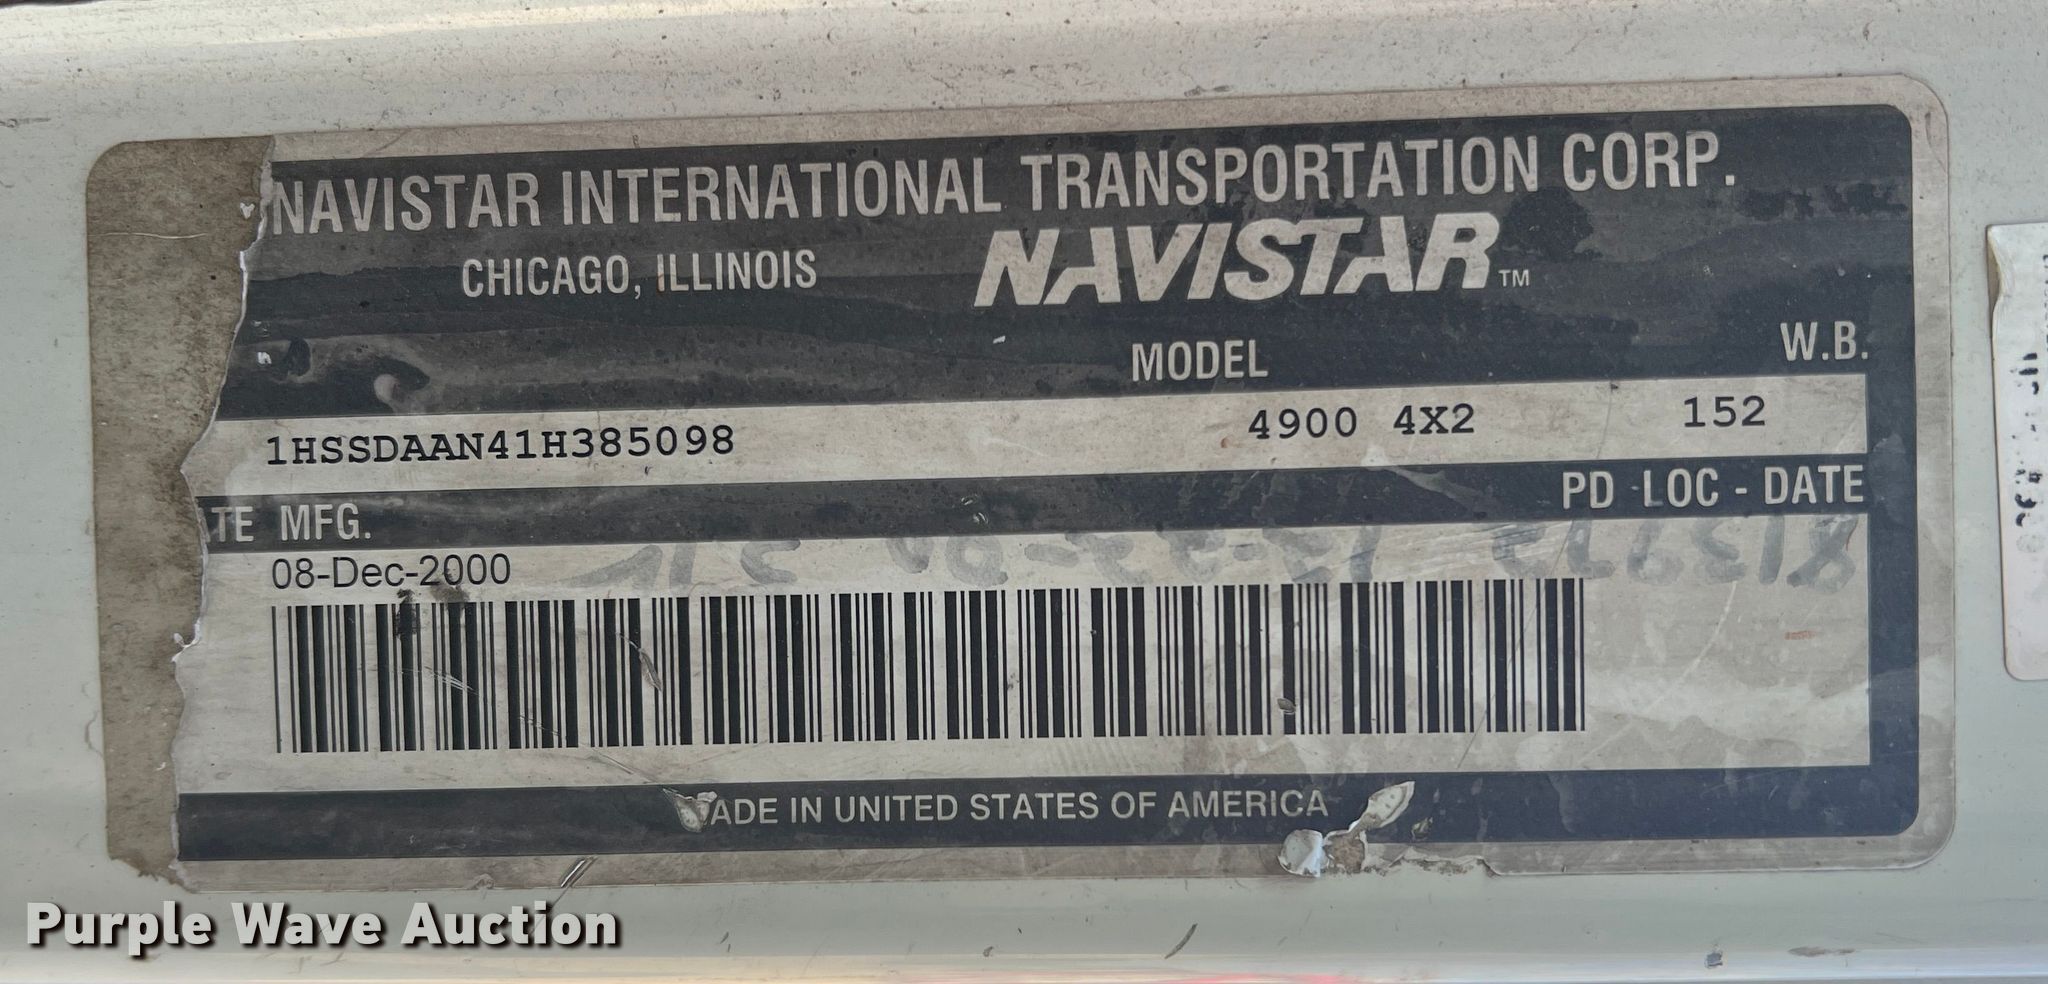 NAVISTAR INTERNATIONAL TRANSPORTATION CORP.
CHICAGO, ILLINOIS
NAVISTAR™
MODEL
W.B.
1HSSDAAN41H385098
4900 4X2
152
TE MFG.
PD LOC - DATE
08-Dec-2000
ADE IN UNITED STATES OF AMERICA
Purple Wave Auction